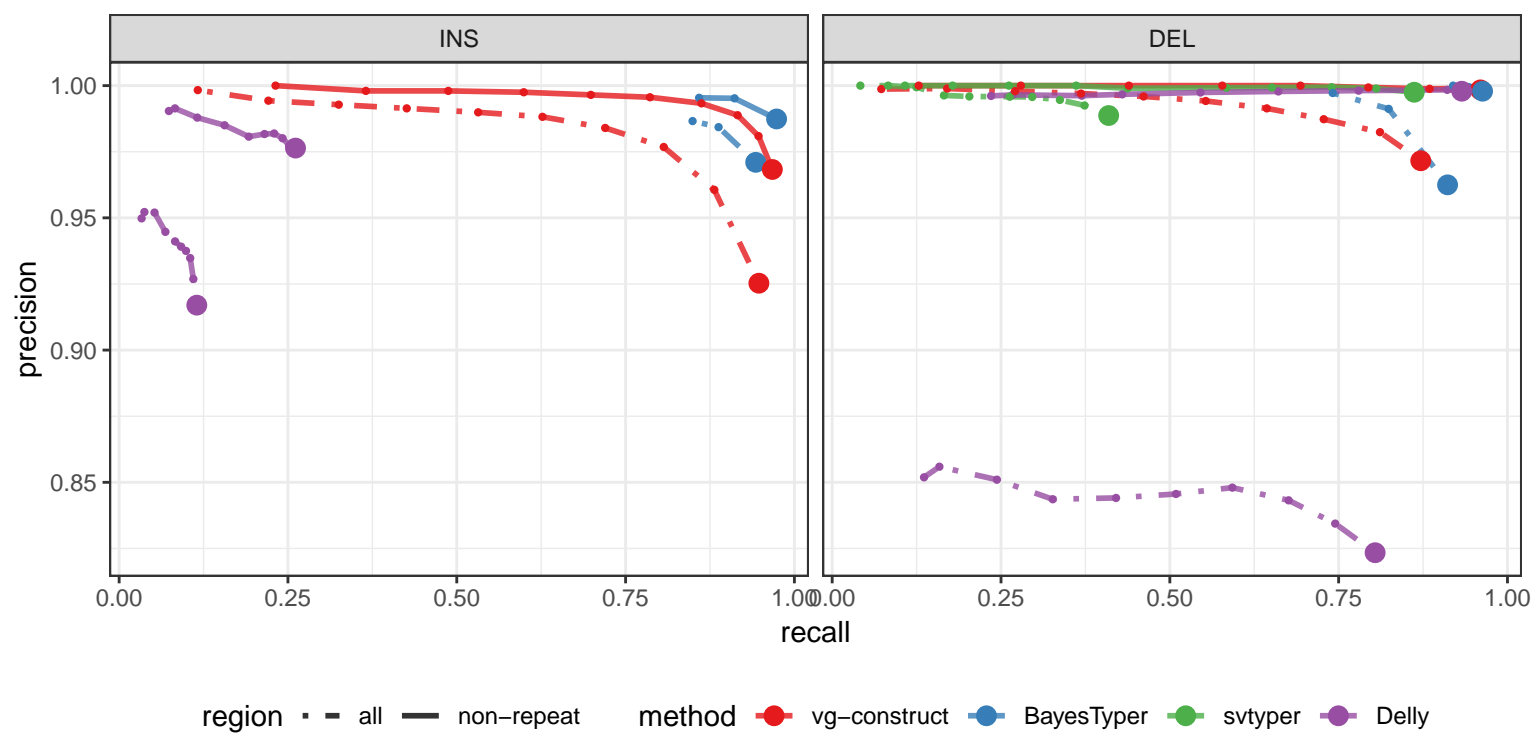 INS
DEL
precision
1.00
0.95
0.90
0.85
0.00 0.25 0.50 0.75 1.00
0.00 0.25 0.50 0.75 1.00
recall
region all non−repeat method vg−construct BayesTyper svtyper Delly